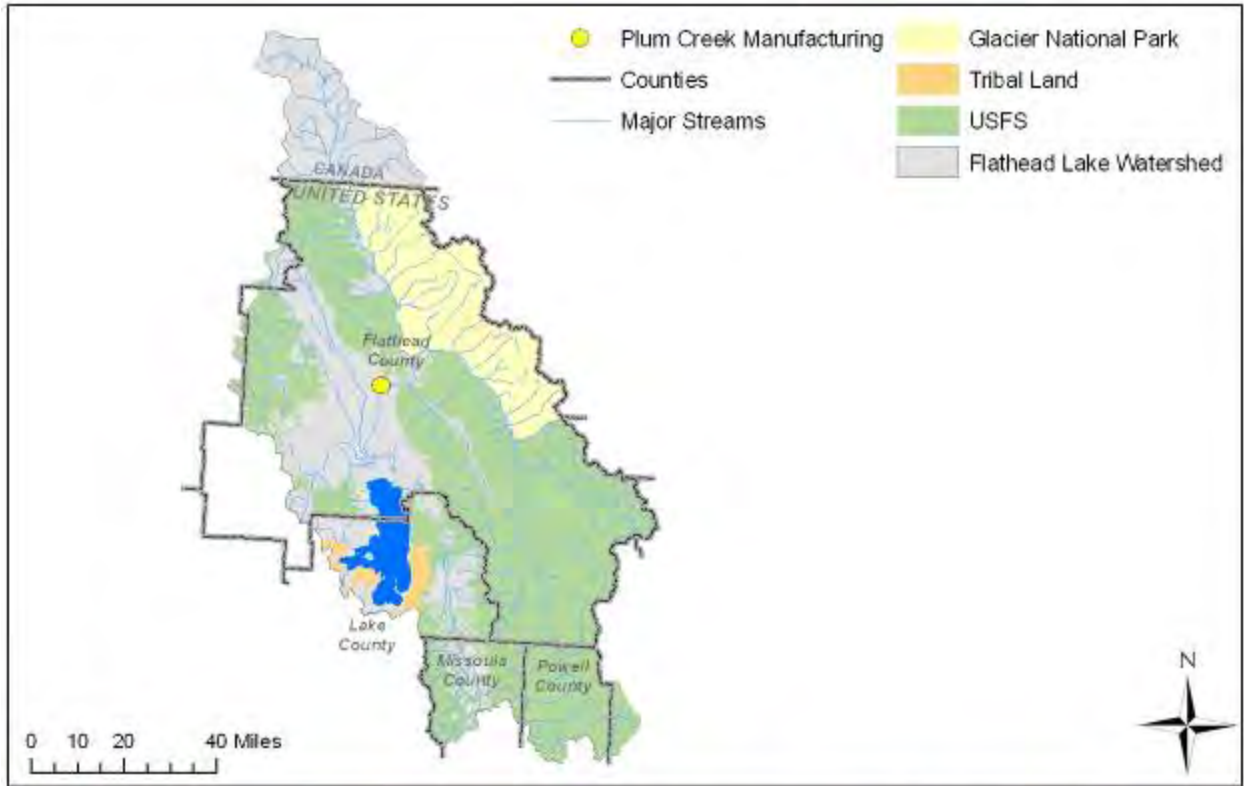 Plum Creek Manufacturing
Counties
Major Streams
Glacier National Park
Tribal Land
USFS
Flathead Lake Watershed
CANADA
UNITED STATES
Flathead
County
Lake
County
Missoula
County
Powell
County
0 10 20 40 Miles
N